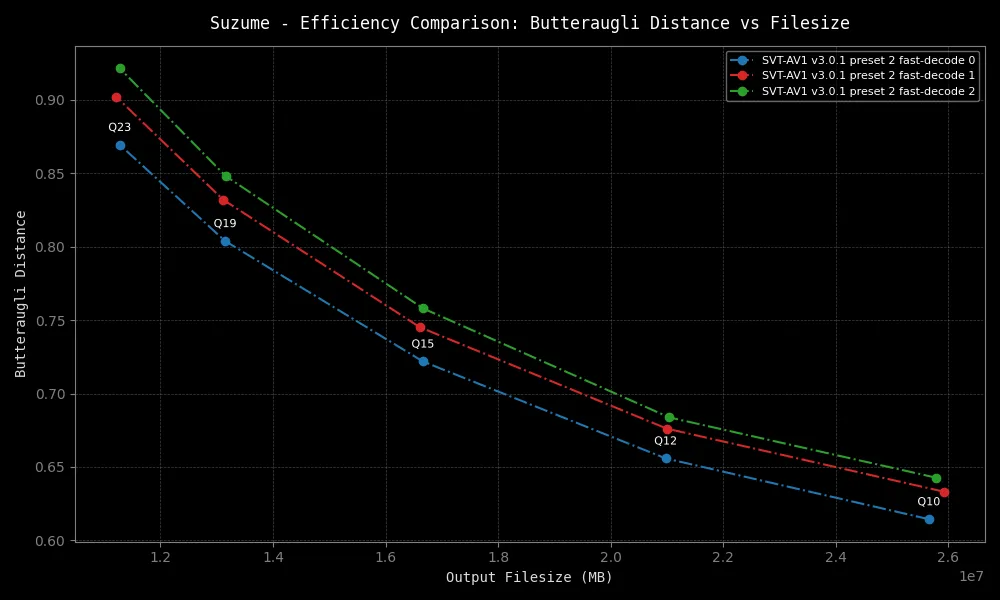 Suzume - Efficiency Comparison: Butteraugli Distance vs Filesize
SVT-AV1 v3.0.1 preset 2 fast-decode 0
SVT-AV1 v3.0.1 preset 2 fast-decode 1
SVT-AV1 v3.0.1 preset 2 fast-decode 2
Butteraugli Distance
0.90
0.85
0.80
0.75
0.70
0.65
0.60
Q23
Q19
Q15
Q12
Q10
1.2 1.4 1.6 1.8 2.0 2.2 2.4 2.6
1e7
Output Filesize (MB)